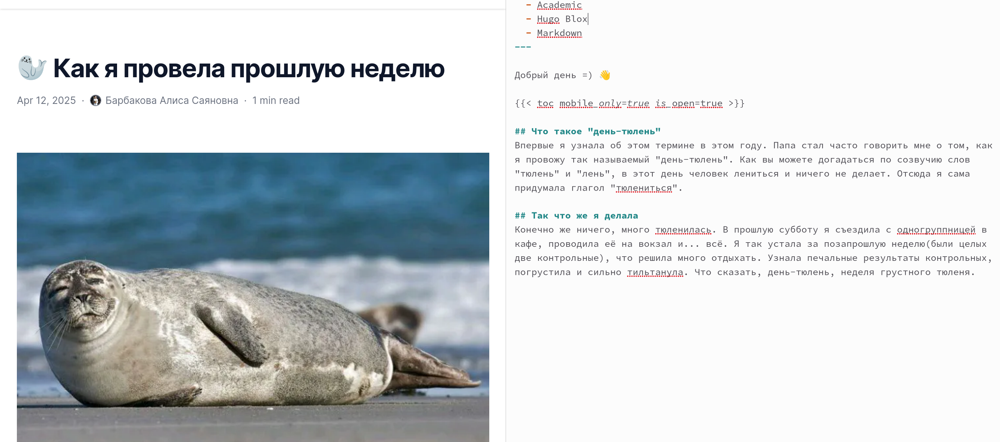 🦭 Как я провела прошлую неделю
Apr 12, 2025 · Барбакова Алиса Саяновна · 1 min read
- Academic
- Hugo Blox
- Markdown
---
Добрый день =) 👋
{{< toc mobile_only=true is_open=true >}}
## Что такое "день-тюлень"
Впервые я узнала об этом термине в этом году. Папа стал часто говорить мне о том, как
я провожу так называемый "день-тюлень". Как вы можете догадаться по созвучию слов
"тюлень" и "лень", в этот день человек лениться и ничего не делает. Отсюда я сама
придумала глагол "тюлениться".
## Так что же я делала
Конечно же ничего, много тюленилась. В прошлую субботу я съездила с одногруппницей в
кафе, проводила её на вокзал и... всё. Я так устала за позапрошлую неделю(были целых
две контрольные), что решила много отдыхать. Узнала печальные результаты контрольных,
погрустила и сильно тильтанула. Что сказать, день-тюлень, неделя грустного тюленя.